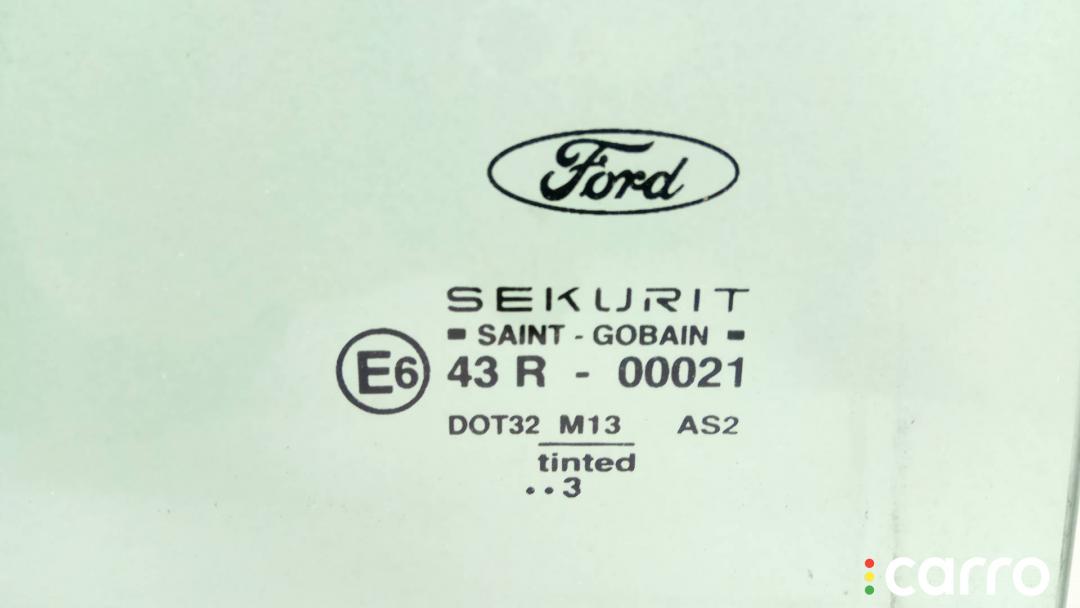 Ford
SEKURIT
SAINT - GOBAIN
E6 43 R - 00021
DOT32 M13 AS2
tinted
..3
carro